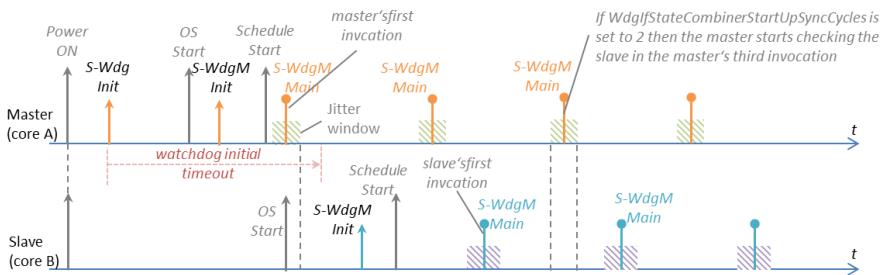 Power
ON
S-Wdg
Init
OS
Start
S-WdgM
Init
Schedule
Start
S-WdgM
Main
master'sfirst
invcation
Jitter
window
S-WdgM
Main
S-WdgM
Main
If WdgIfStateCombinerStartUpSyncCycles is
set to 2 then the master starts checking the
slave in the master's third invocation
Master
(core A)
t
watchdog initial
timeout
OS
Start
S-WdgM
Init
Schedule
Start
slave'sfirst
invcation
S-WdgM
Main
S-WdgM
Main
Slave
(core B)
t